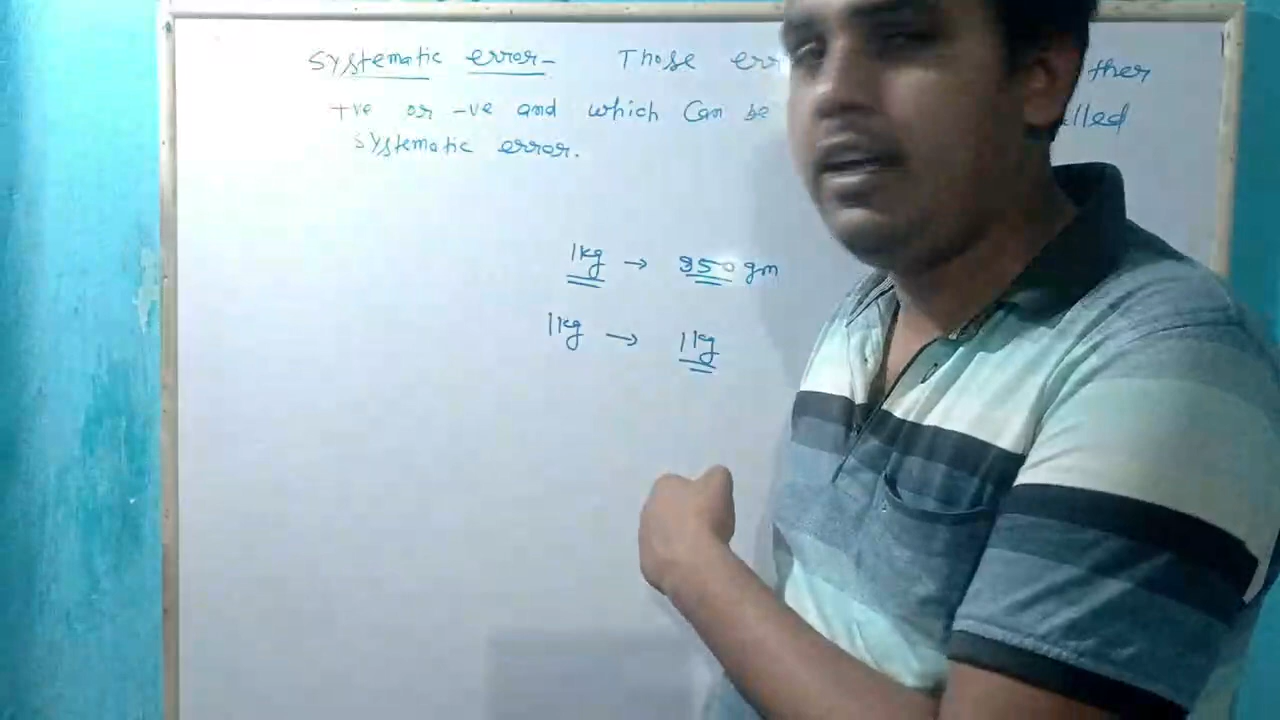 Systematic error- Those err ther
+ve or -ve and which can be lled
systematic error.
1kg → 950 gm
1kg → 1kg